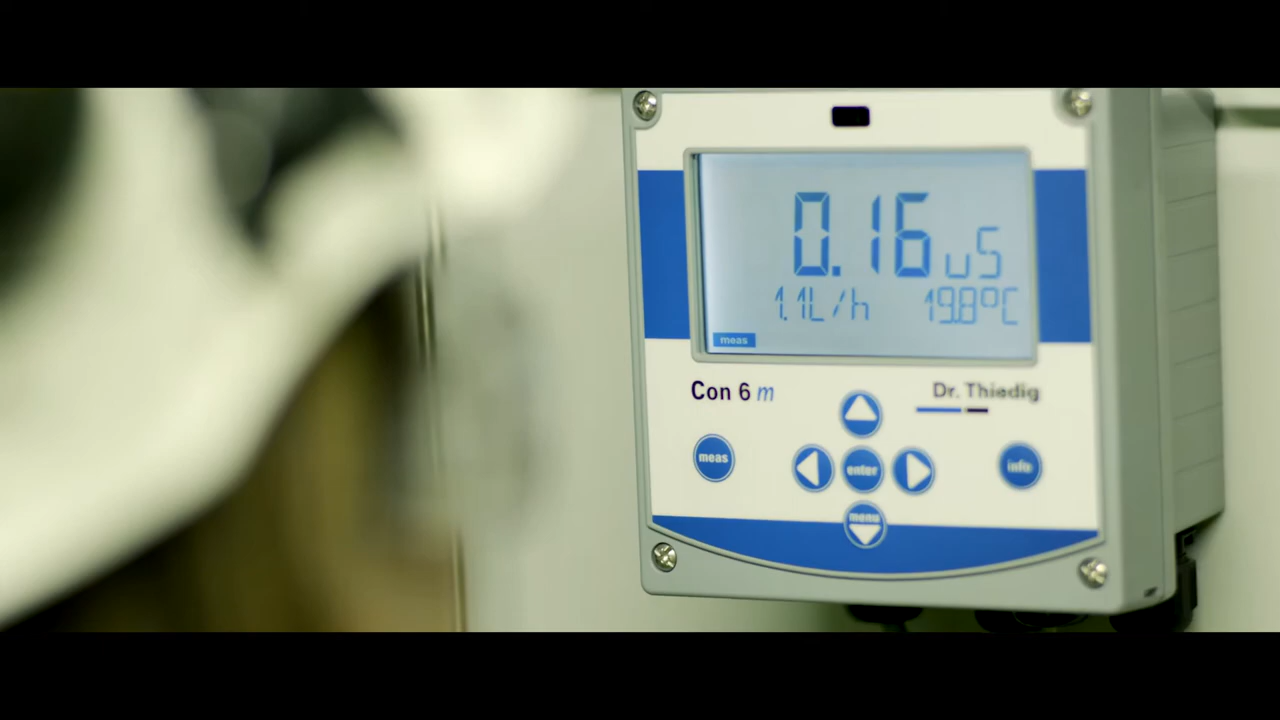 0.16 uS
1.1L/h 19.8°C
meas
Con 6 m Dr. Thiedig
meas enter info
menu